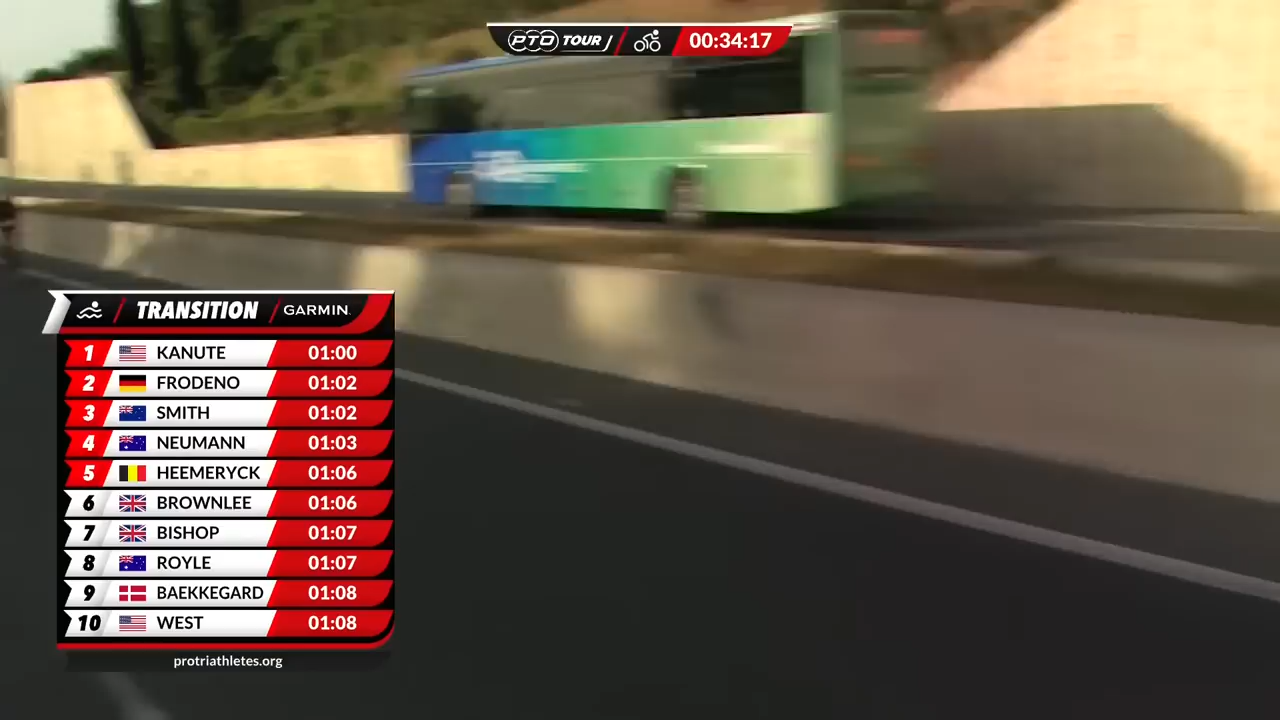 PTO TOUR 00:34:17
TRANSITION GARMIN
1 KANUTE 01:00
2 FRODENO 01:02
3 SMITH 01:02
4 NEUMANN 01:03
5 HEEMERYCK 01:06
6 BROWNLEE 01:06
7 BISHOP 01:07
8 ROYLE 01:07
9 BAEKKEGARD 01:08
10 WEST 01:08
protriathletes.org